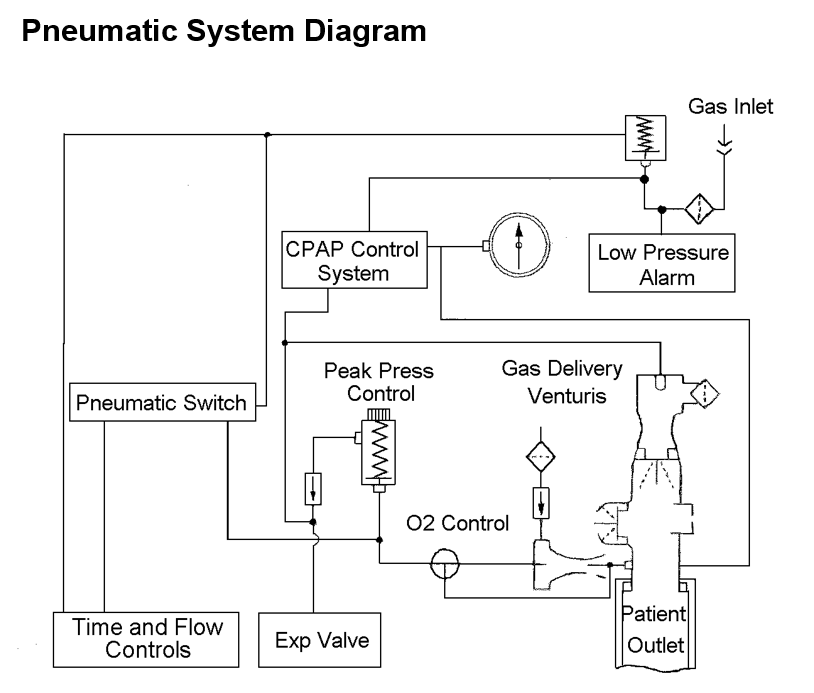 Pneumatic System Diagram
Gas Inlet
CPAP Control
System
Low Pressure
Alarm
Peak Press
Control
Gas Delivery
Venturis
Pneumatic Switch
O2 Control
Time and Flow
Controls
Exp Valve
Patient
Outlet